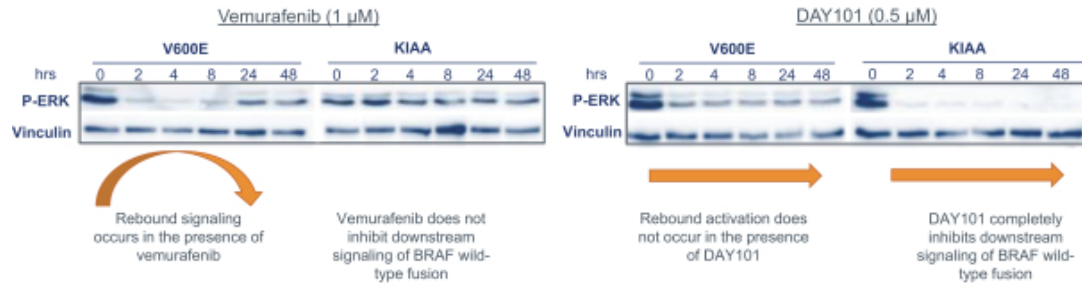 Vemurafenib (1 µM)
V600E KIAA
hrs 0 2 4 8 24 48 0 2 4 8 24 48
P-ERK
Vinculin
Rebound signaling
occurs in the presence of
vemurafenib
Vemurafenib does not
inhibit downstream
signaling of BRAF wild-
type fusion
DAY101 (0.5 µM)
V600E KIAA
hrs 0 2 4 8 24 48 0 2 4 8 24 48
P-ERK
Vinculin
Rebound activation does
not occur in the presence
of DAY101
DAY101 completely
inhibits downstream
signaling of BRAF wild-
type fusion